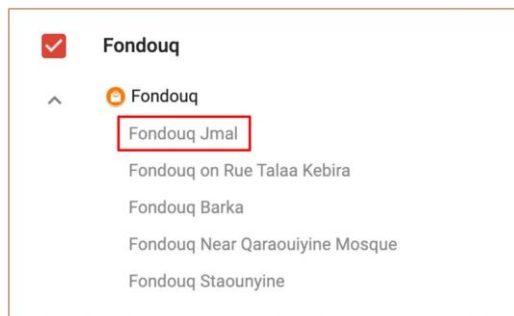 Fondouq
Fondouq
Fondouq Jmal
Fondouq on Rue Talaa Kebira
Fondouq Barka
Fondouq Near Qaraouiyine Mosque
Fondouq Staounyine